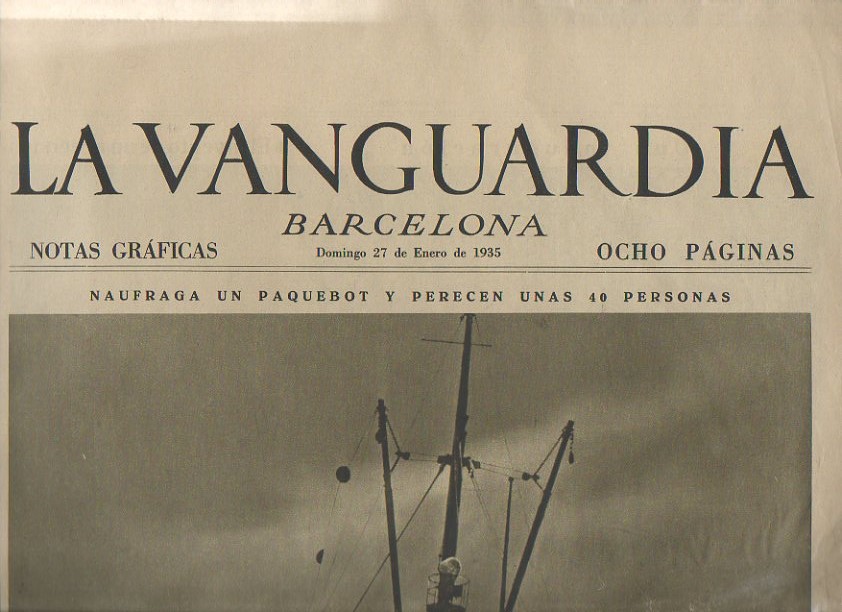 LA VANGUARDIA
BARCELONA
NOTAS GRÁFICAS Domingo 27 de Enero de 1935 OCHO PÁGINAS
NAUFRAGA UN PAQUEBOT Y PERECEN UNAS 40 PERSONAS